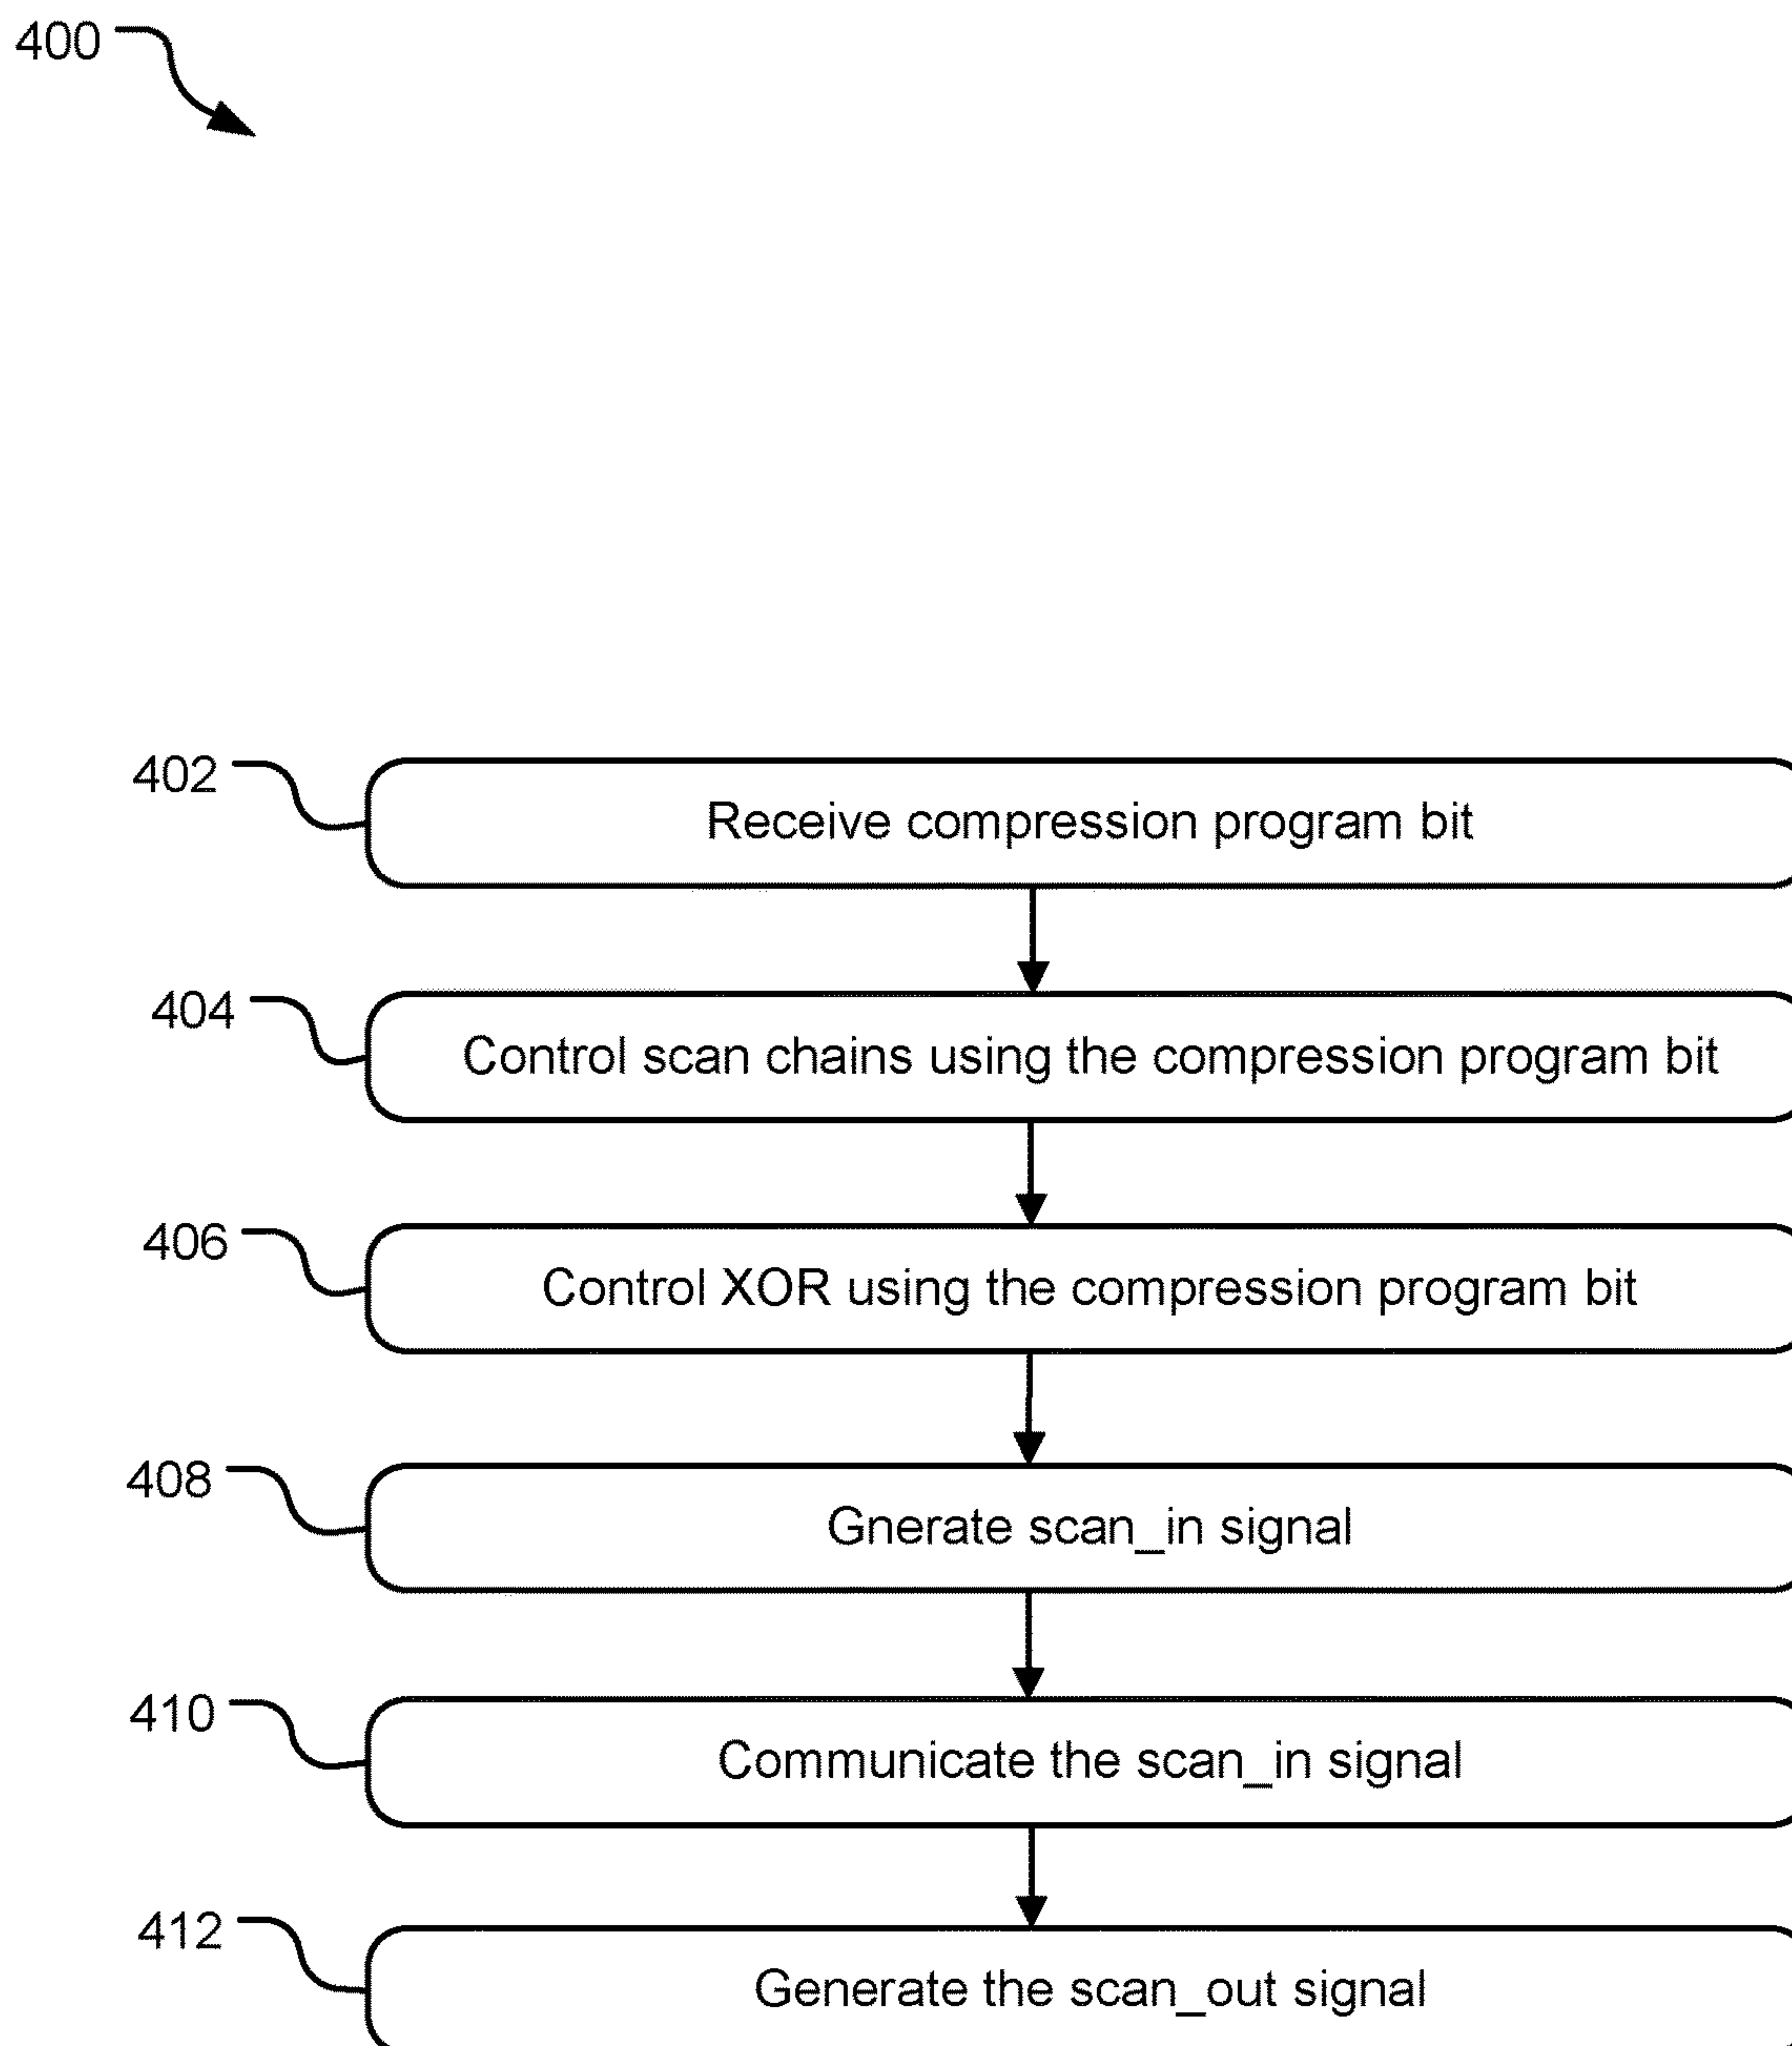 400
402
Receive compression program bit
404
Control scan chains using the compression program bit
406
Control XOR using the compression program bit
408
Gnerate scan_in signal
410
Communicate the scan_in signal
412
Generate the scan_out signal